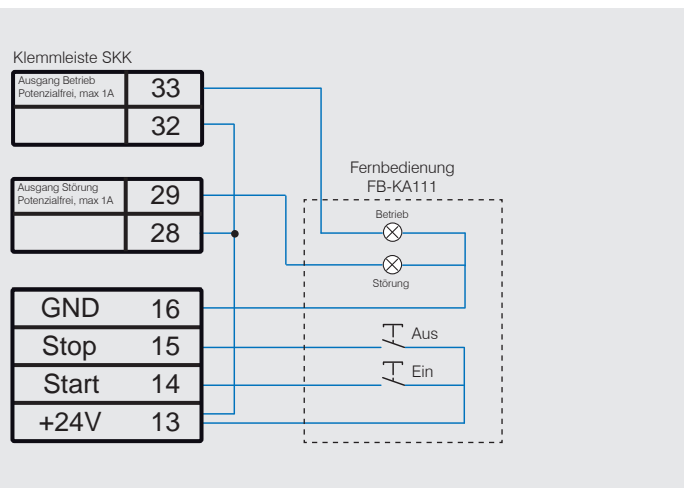 Klemmleiste SKK
Ausgang Betrieb
Potenzialfrei, max 1A
33
32
Ausgang Störung
Potenzialfrei, max 1A
29
28
GND 16
Stop 15
Start 14
+24V 13
Fernbedienung
FB-KA111
Betrieb
Störung
Aus
Ein